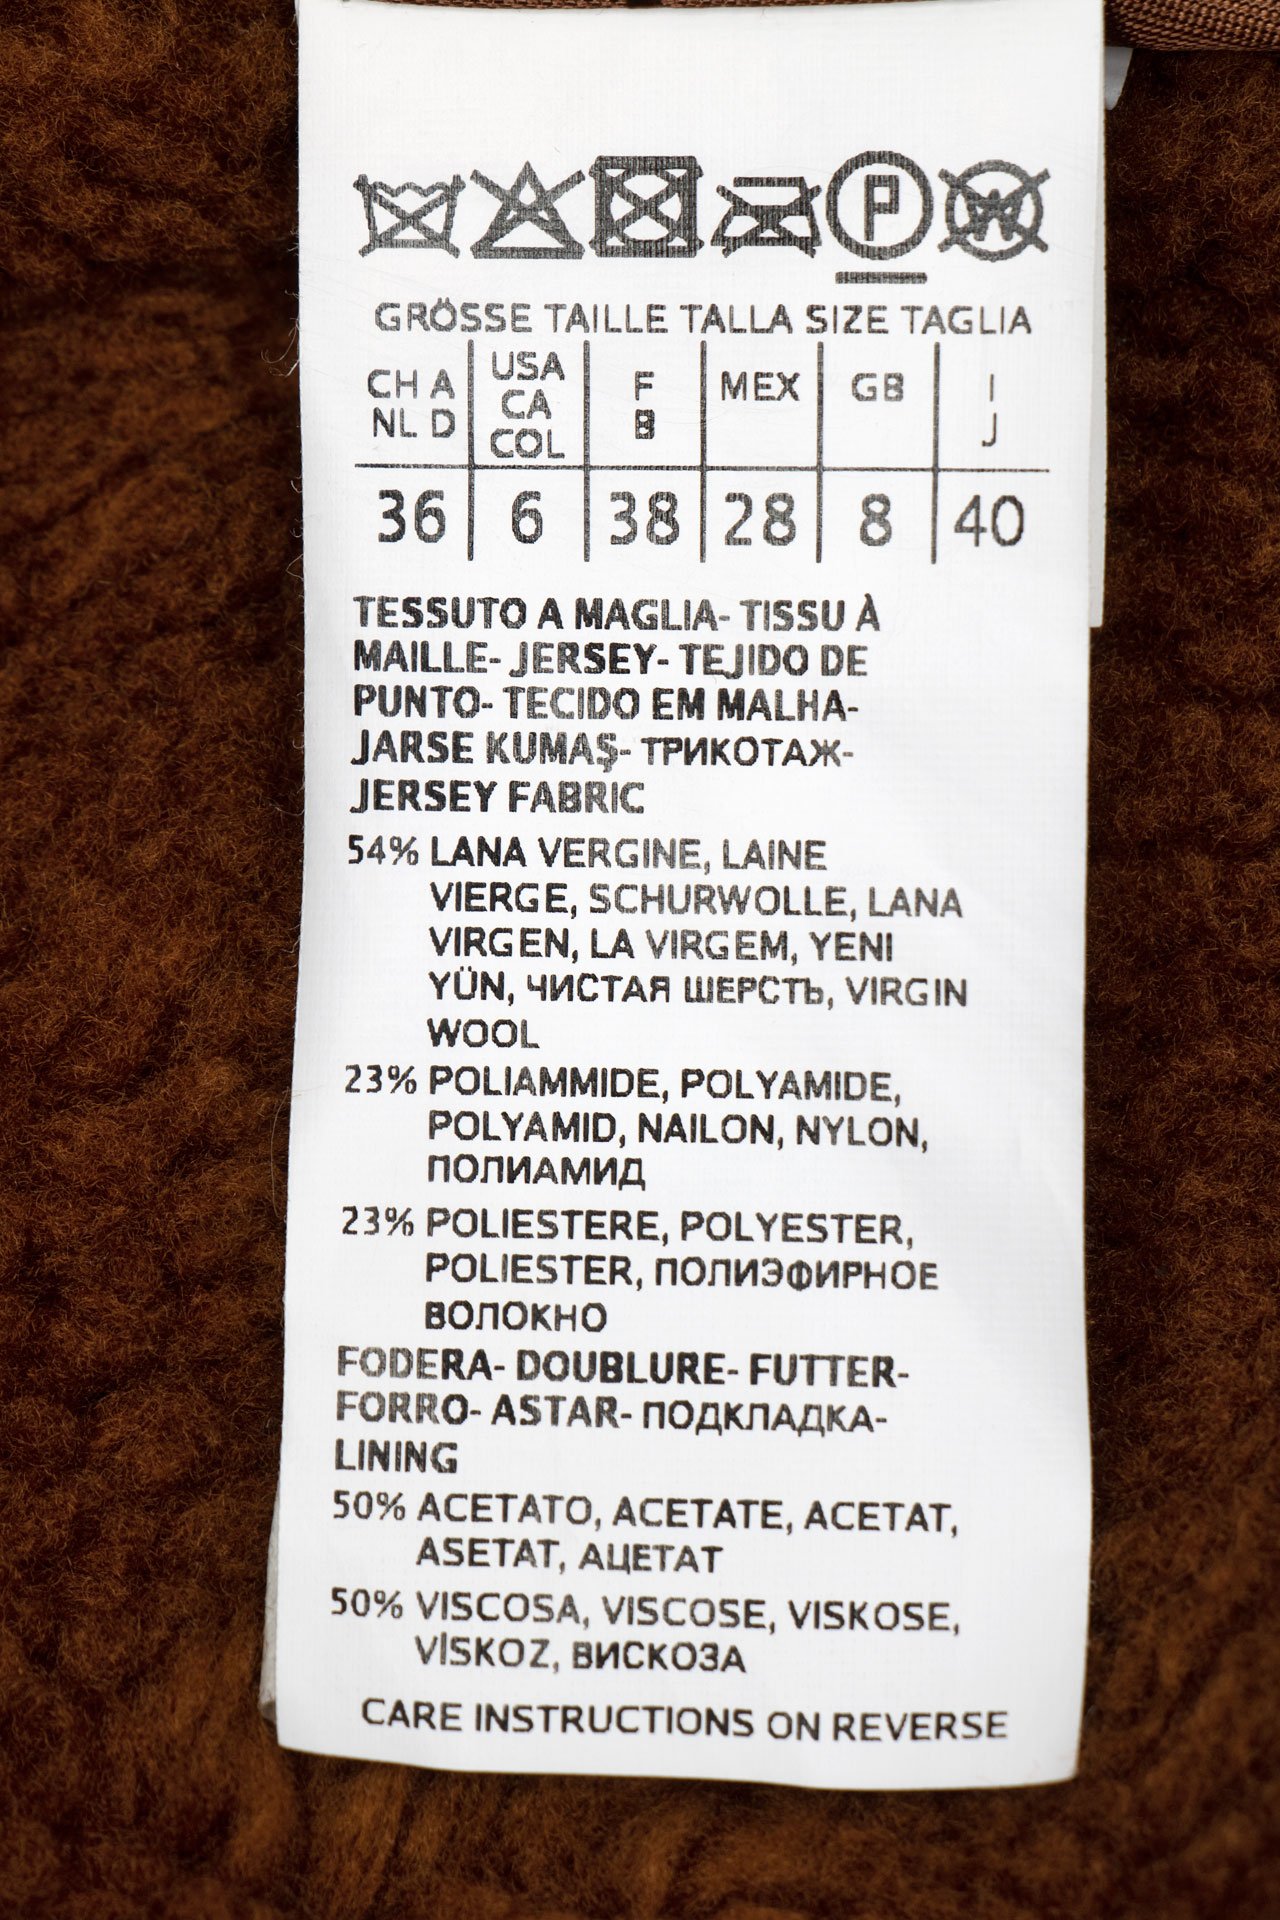 P W
GRÖSSE TAILLE TALLA SIZE TAGLIA
CH A NL D
USA CA COL
F B
MEX
GB
I J
36 6 38 28 8 40
TESSUTO A MAGLIA- TISSU À
MAILLE- JERSEY- TEJIDO DE
PUNTO- TECIDO EM MALHA-
JARSE KUMAŞ- ТРИКОТАЖ-
JERSEY FABRIC
54% LANA VERGINE, LAINE
VIERGE, SCHURWOLLE, LANA
VIRGEN, LA VIRGEM, YENI
YÜN, ЧИСТАЯ ШЕРСТЬ, VIRGIN
WOOL
23% POLIAMMIDE, POLYAMIDE,
POLYAMID, NAILON, NYLON,
ПОЛИАМИД
23% POLIESTERE, POLYESTER,
POLIESTER, ПОЛИЭФИРНОЕ
ВОЛОКНО
FODERA- DOUBLURE- FUTTER-
FORRO- ASTAR- ПОДКЛАДКА-
LINING
50% ACETATO, ACETATE, ACETAT,
ASETAT, АЦЕТАТ
50% VISCOSA, VISCOSE, VISKOSE,
VİSKOZ, ВИСКОЗА
CARE INSTRUCTIONS ON REVERSE